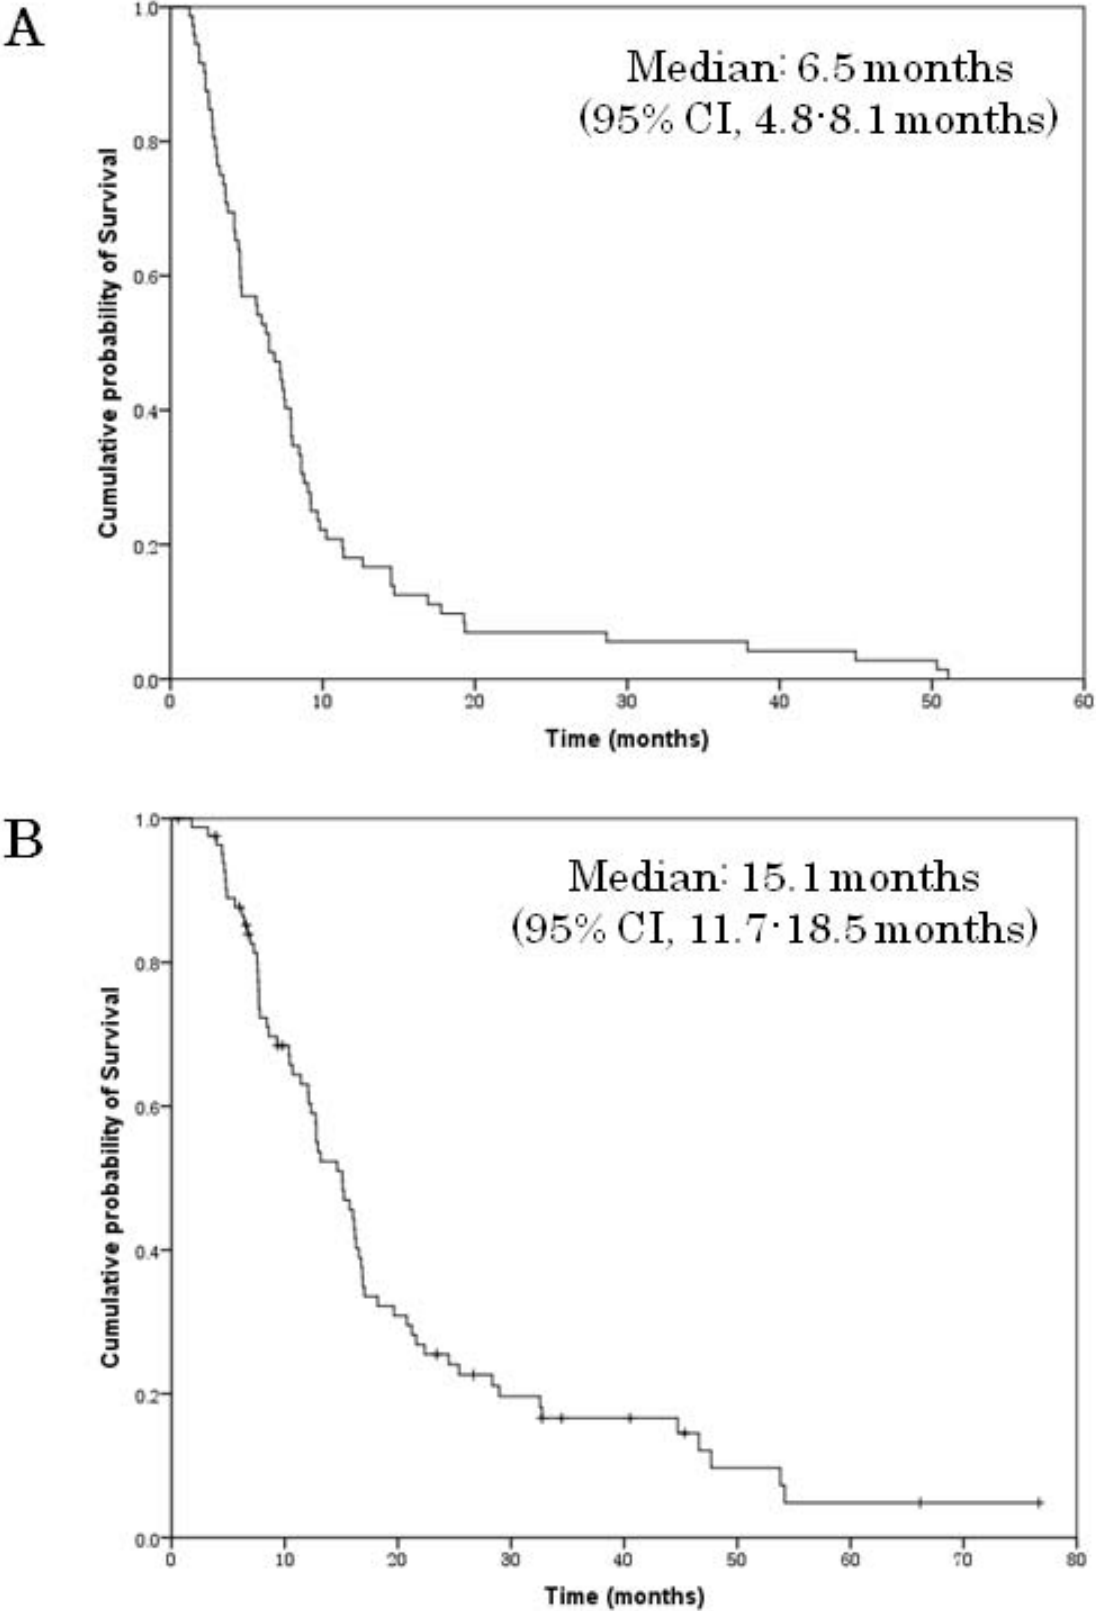 A
Median: 6.5 months
(95% CI, 4.8-8.1 months)
Cumulative probability of Survival
1.0
0.8
0.6
0.4
0.2
0.0
0 10 20 30 40 50 60
Time (months)
B
Median: 15.1 months
(95% CI, 11.7-18.5 months)
Cumulative probability of Survival
1.0
0.8
0.6
0.4
0.2
0.0
0 10 20 30 40 50 60 70 80
Time (months)